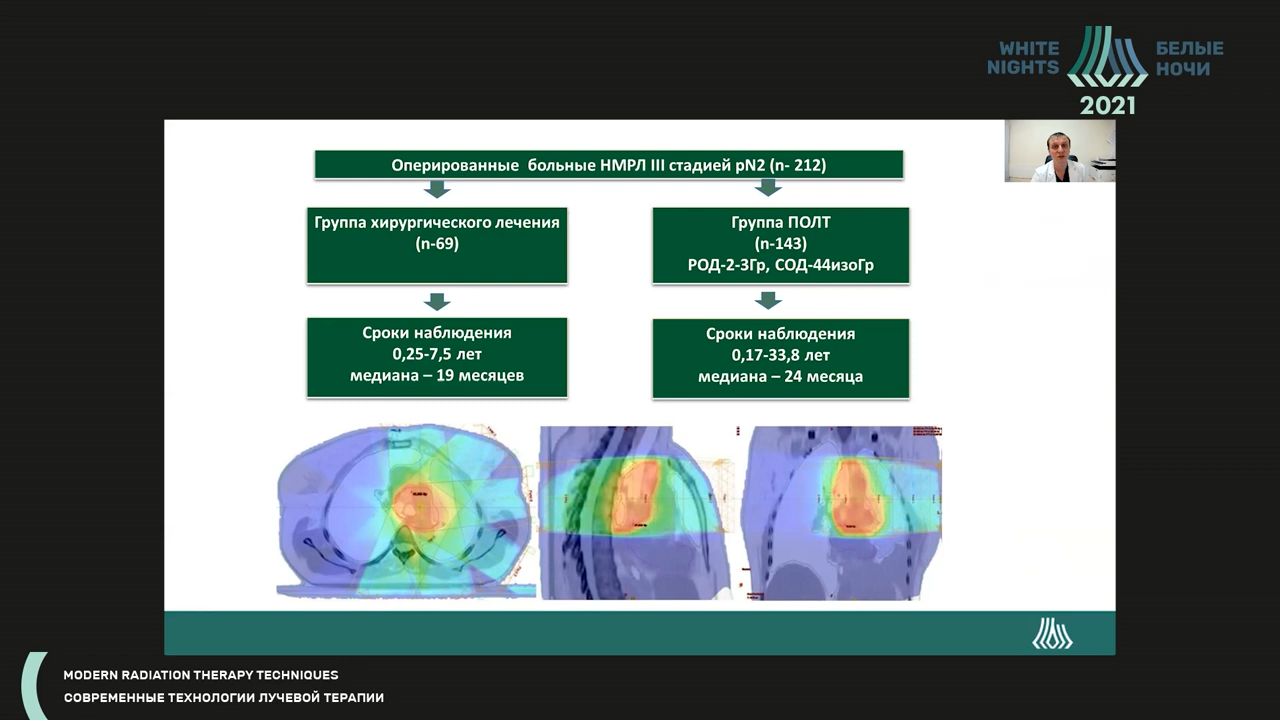 WHITE NIGHTS
БЕЛЫЕ НОЧИ
2021
Оперированные больные НМРЛ III стадией pN2 (n- 212)
Группа хирургического лечения
(n-69)
Группа ПОЛТ
(n-143)
РОД-2-3Гр, СОД-44изоГр
Сроки наблюдения
0,25-7,5 лет
медиана – 19 месяцев
Сроки наблюдения
0,17-33,8 лет
медиана – 24 месяца
MODERN RADIATION THERAPY TECHNIQUES
СОВРЕМЕННЫЕ ТЕХНОЛОГИИ ЛУЧЕВОЙ ТЕРАПИИ